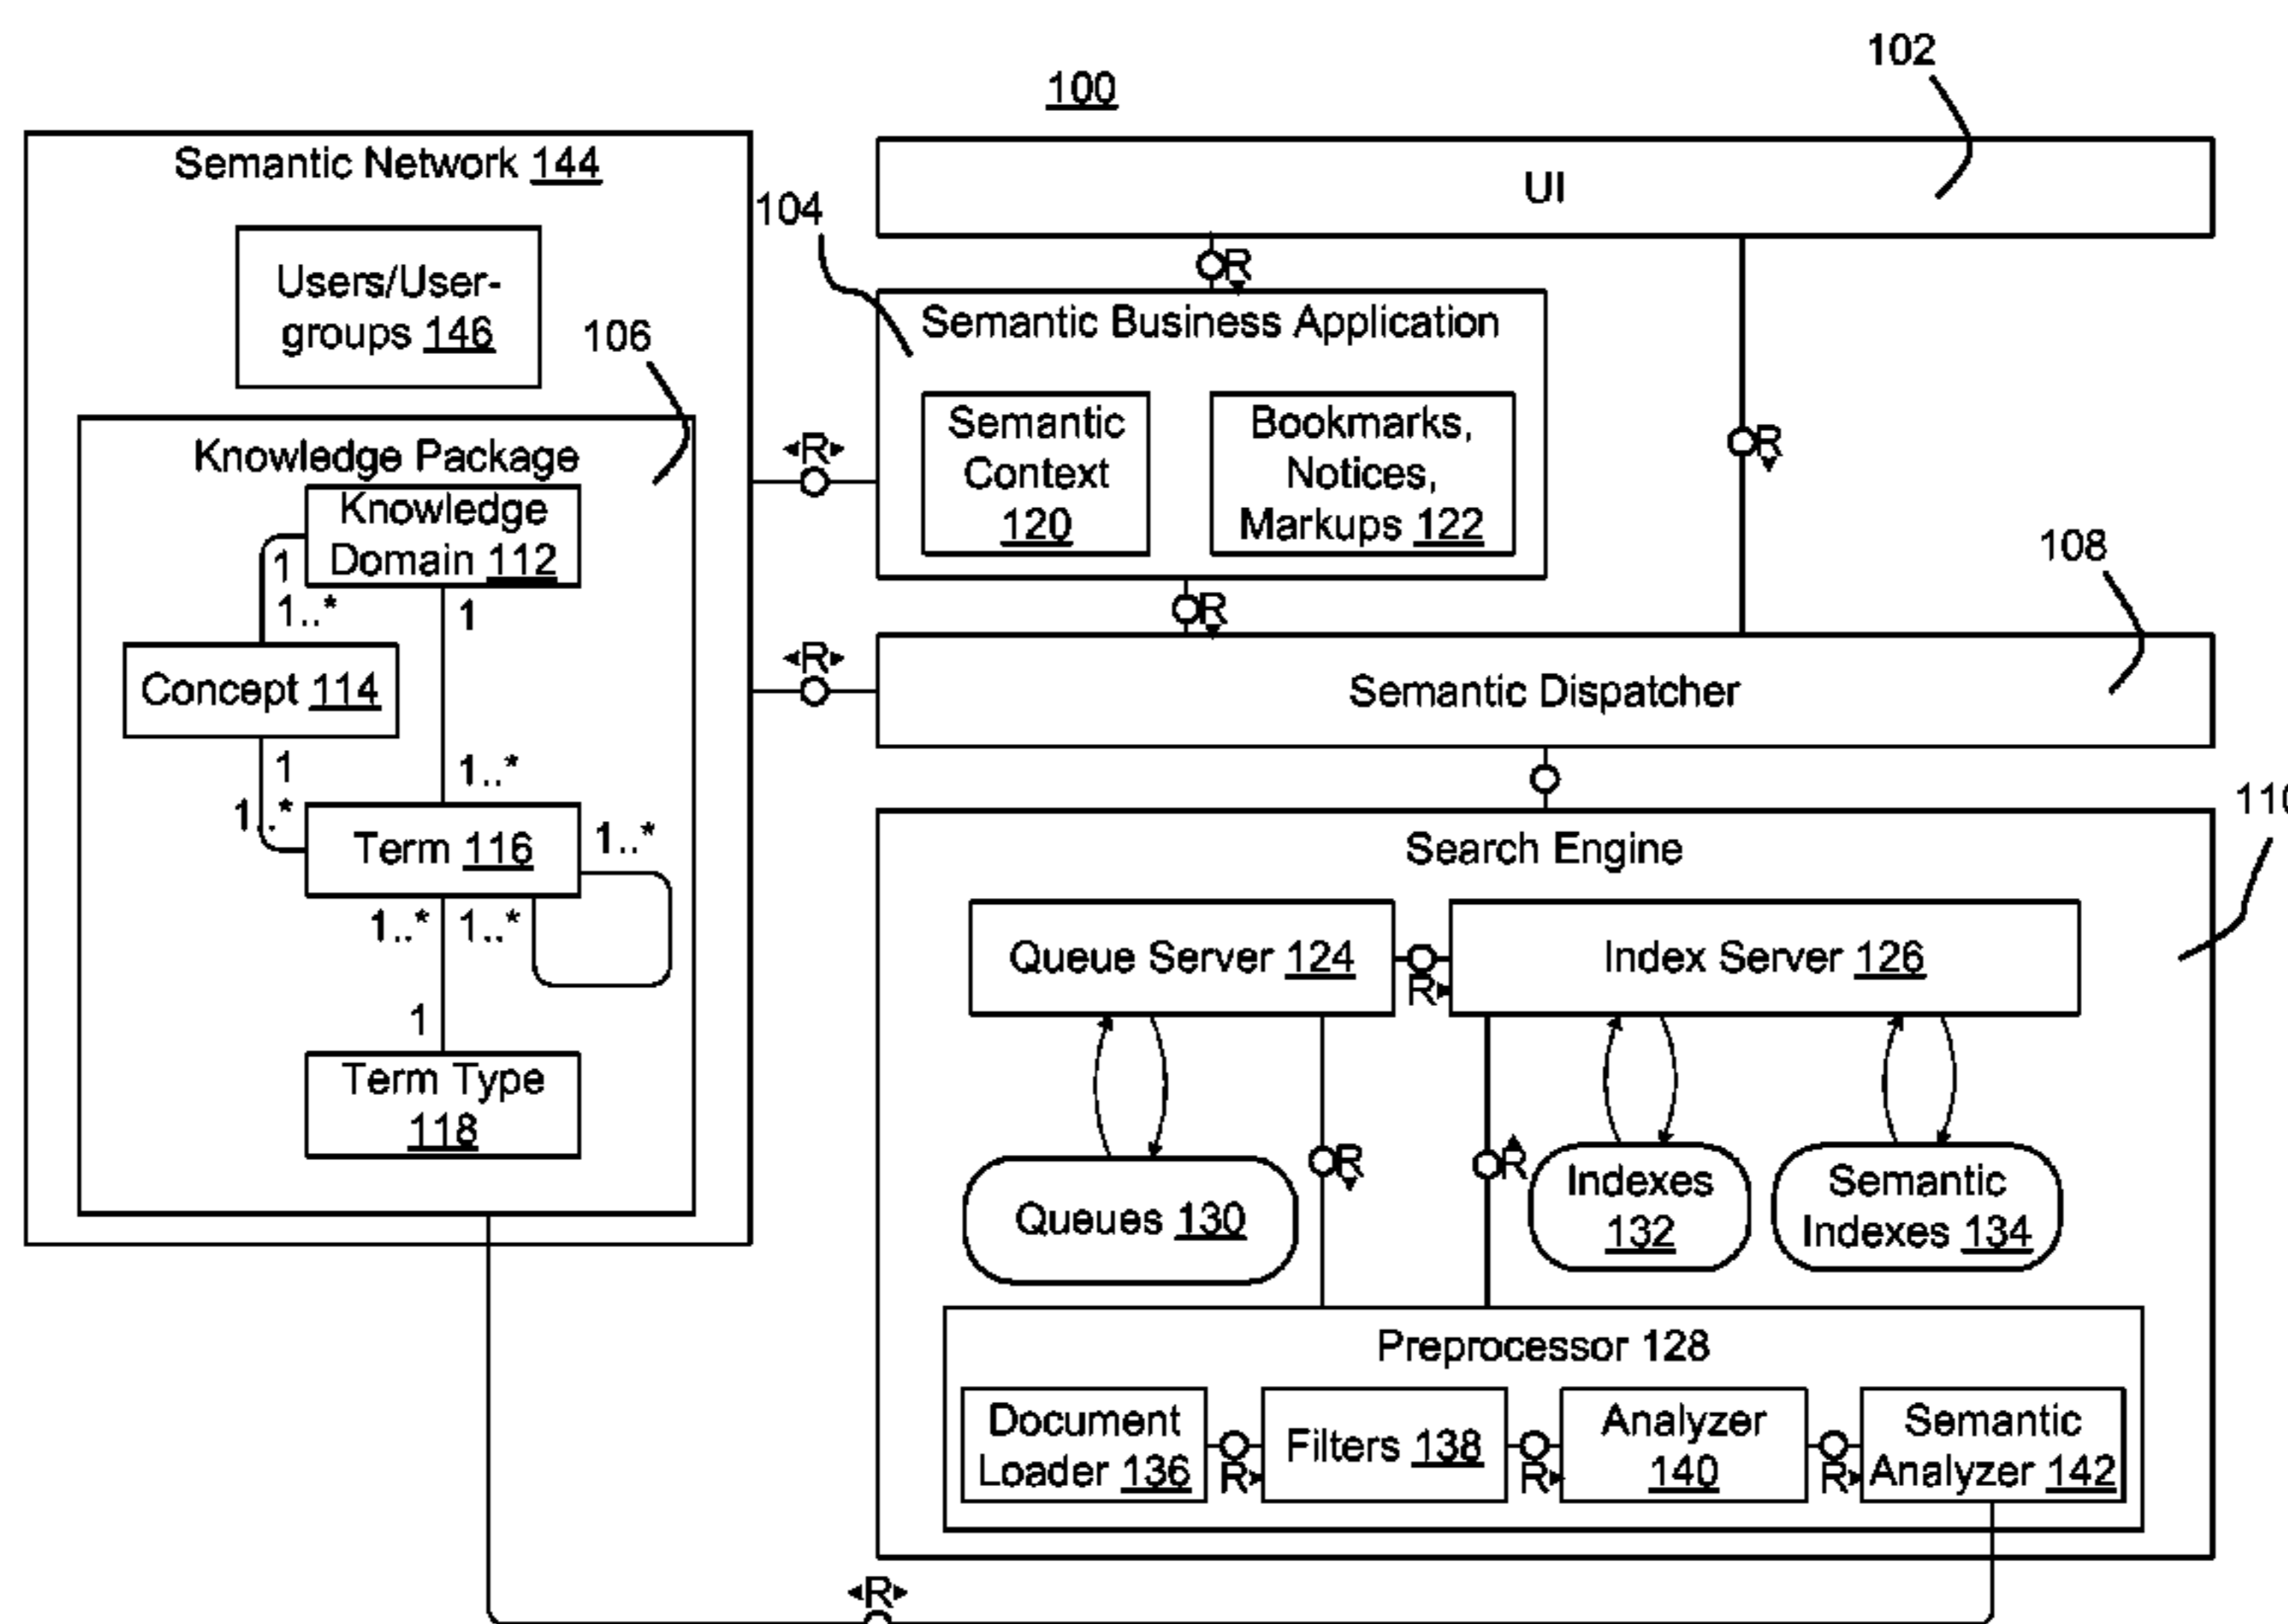 100
102
Semantic Network 144
UI
104
Users/User-
groups 146
R
106
Semantic Business Application
Knowledge Package
Semantic
Context
120
Bookmarks,
Notices,
Markups 122
R
R
Knowledge
Domain 112
1
1..*
1
108
R
R
Concept 114
Semantic Dispatcher
1
1..*
1..*
110
Term 116
1..*
Search Engine
1..*
1..*
Queue Server 124
R
Index Server 126
1
Term Type
118
R
R
Queues 130
Indexes
132
Semantic
Indexes 134
Preprocessor 128
Document
Loader 136
R
Filters 138
R
Analyzer
140
R
Semantic
Analyzer 142
R